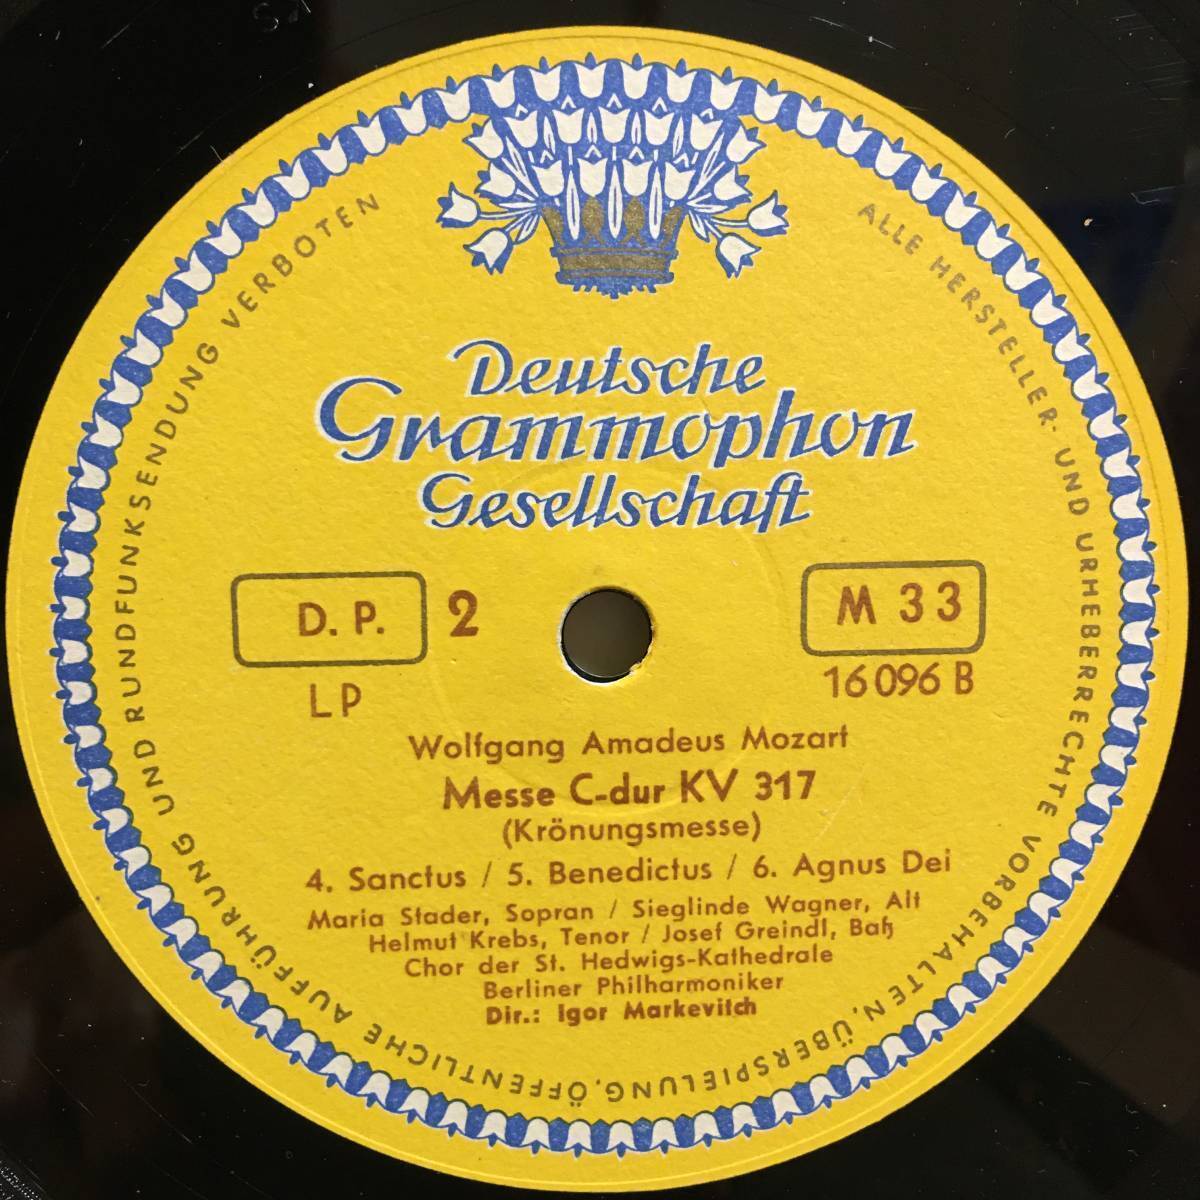 ALLE HERSTELLER- UND URHEBERRECHTE VORBEHALTEN, ÜBERSPIELUNG, ÖFFENTLICHE AUFFÜHRUNG UND RUNDFUNKSENDUNG VERBOTEN
Deutsche
Grammophon
Gesellschaft
D. P. 2 M 33
LP 16 096 B
Wolfgang Amadeus Mozart
Messe C-dur KV 317
(Krönungsmesse)
4. Sanctus / 5. Benedictus / 6. Agnus Dei
Maria Stader, Sopran / Sieglinde Wagner, Alt
Helmut Krebs, Tenor / Josef Greindl, Baß
Chor der St. Hedwigs-Kathedrale
Berliner Philharmoniker
Dir.: Igor Markevitch